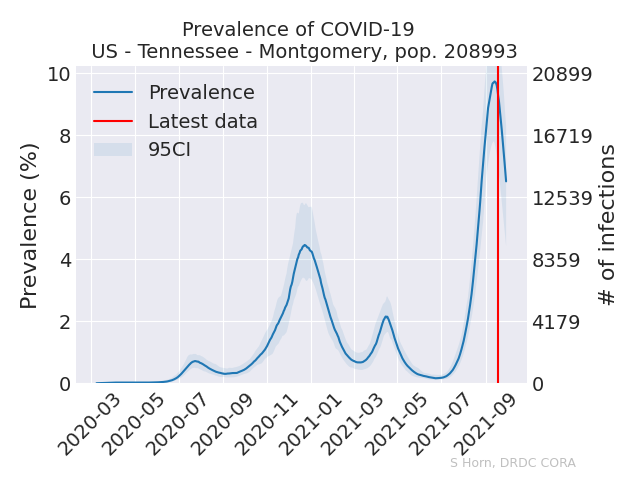 Prevalence of COVID-19
US - Tennessee - Montgomery, pop. 208993
Prevalence (%)
10
8
6
4
2
0
Prevalence
Latest data
95CI
20899
16719
12539
8359
4179
0
# of infections
2020-03
2020-05
2020-07
2020-09
2020-11
2021-01
2021-03
2021-05
2021-07
2021-09
S Horn, DRDC CORA